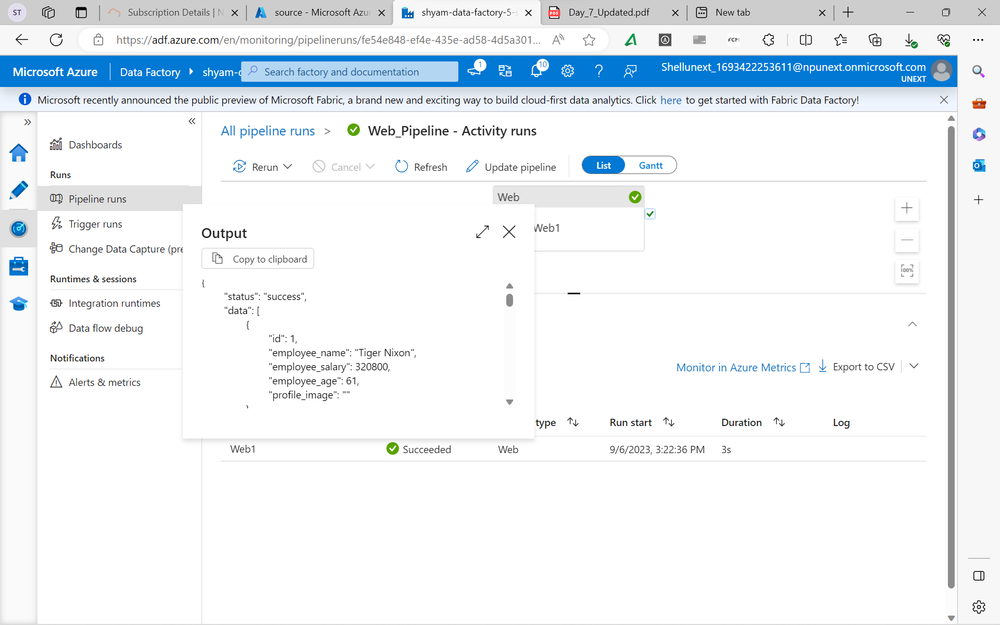 ST
Subscription Details | N
source - Microsoft Azur
shyam-data-factory-5-s
PDF
Day_7_Updated.pdf
New tab
https://adf.azure.com/en/monitoring/pipelineruns/fe54e848-ef4e-435e-ad58-4d5a301...
FCM
Microsoft Azure
Data Factory
shyam-d
Search factory and documentation
1
10
Shellunext_1693422253611@npunext.onmicrosoft.com
UNEXT
Microsoft recently announced the public preview of Microsoft Fabric, a brand new and exciting way to build cloud-first data analytics. Click here to get started with Fabric Data Factory!
Dashboards
Runs
Pipeline runs
Trigger runs
Change Data Capture (pre
Runtimes & sessions
Integration runtimes
Data flow debug
Notifications
Alerts & metrics
All pipeline runs > Web_Pipeline - Activity runs
Rerun
Cancel
Refresh
Update pipeline
List
Gantt
Web
Web1
100%
Output
Copy to clipboard
{
"status": "success",
"data": [
{
"id": 1,
"employee_name": "Tiger Nixon",
"employee_salary": 320800,
"employee_age": 61,
"profile_image": ""
Monitor in Azure Metrics
Export to CSV
type
Run start
Duration
Log
Web1
Succeeded
Web
9/6/2023, 3:22:36 PM
3s